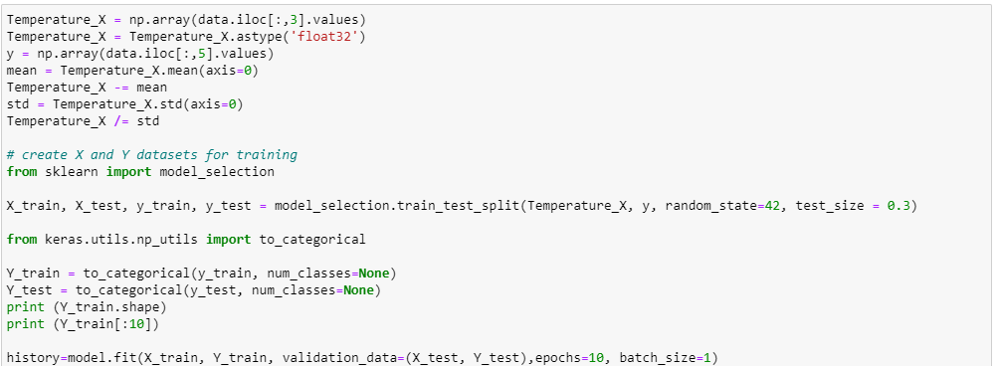 Temperature_X = np.array(data.iloc[:,3].values)
Temperature_X = Temperature_X.astype('float32')
y = np.array(data.iloc[:,5].values)
mean = Temperature_X.mean(axis=0)
Temperature_X -= mean
std = Temperature_X.std(axis=0)
Temperature_X /= std
# create X and Y datasets for training
from sklearn import model_selection
X_train, X_test, y_train, y_test = model_selection.train_test_split(Temperature_X, y, random_state=42, test_size = 0.3)
from keras.utils.np_utils import to_categorical
Y_train = to_categorical(y_train, num_classes=None)
Y_test = to_categorical(y_test, num_classes=None)
print (Y_train.shape)
print (Y_train[:10])
history=model.fit(X_train, Y_train, validation_data=(X_test, Y_test),epochs=10, batch_size=1)